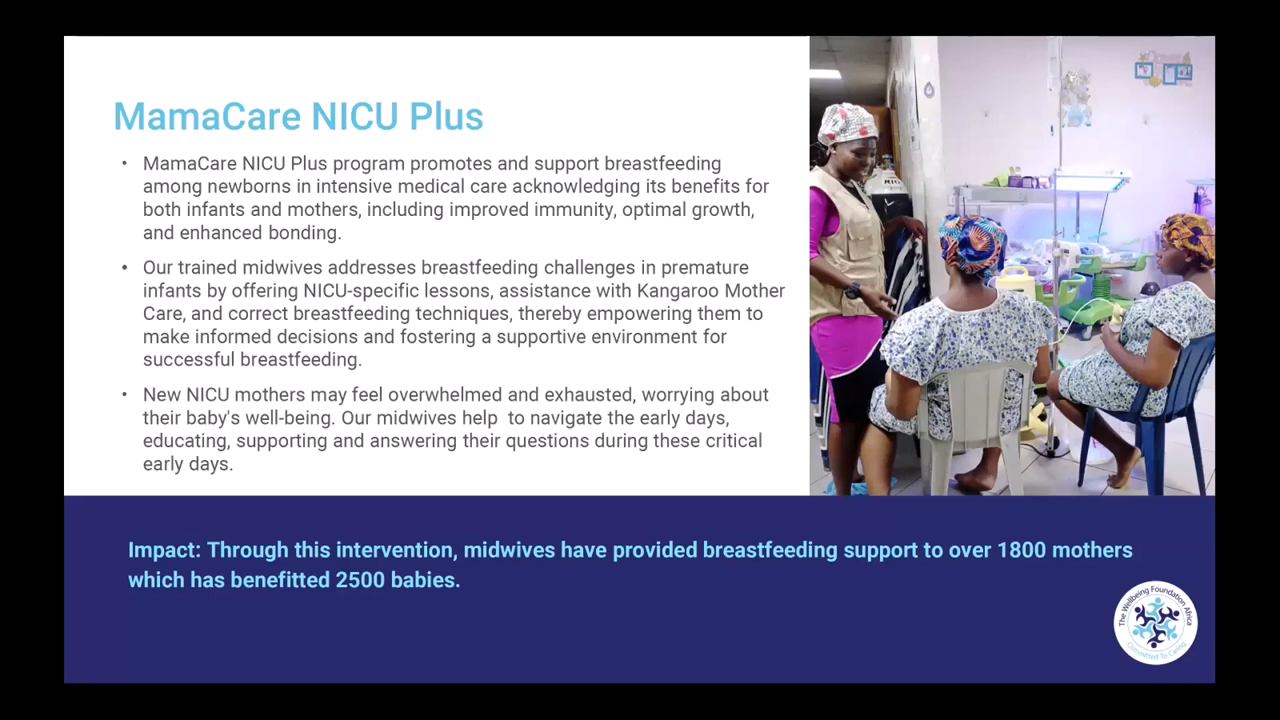 MamaCare NICU Plus
• MamaCare NICU Plus program promotes and support breastfeeding
among newborns in intensive medical care acknowledging its benefits for
both infants and mothers, including improved immunity, optimal growth,
and enhanced bonding.
• Our trained midwives addresses breastfeeding challenges in premature
infants by offering NICU-specific lessons, assistance with Kangaroo Mother
Care, and correct breastfeeding techniques, thereby empowering them to
make informed decisions and fostering a supportive environment for
successful breastfeeding.
• New NICU mothers may feel overwhelmed and exhausted, worrying about
their baby's well-being. Our midwives help  to navigate the early days,
educating, supporting and answering their questions during these critical
early days.
Impact: Through this intervention, midwives have provided breastfeeding support to over 1800 mothers
which has benefitted 2500 babies.
The Wellbeing Foundation Africa
Committed To Caring